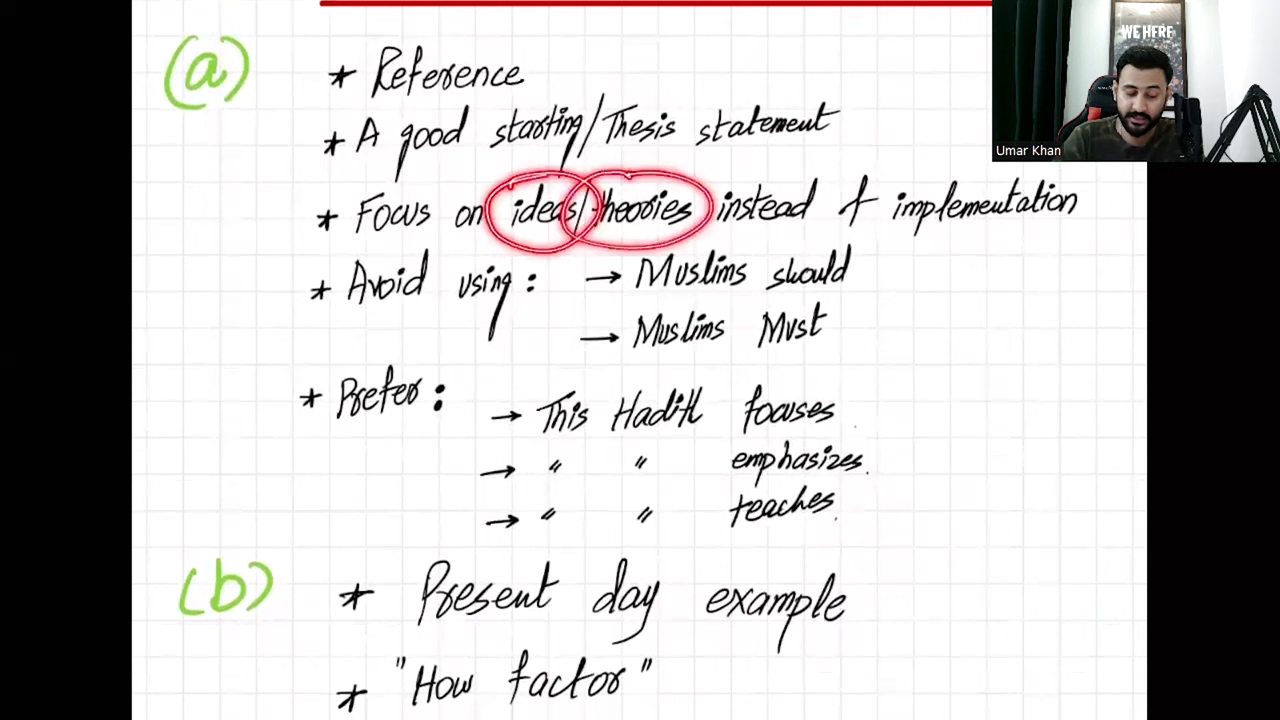 WE HERE
Umar Khan
(a)
* Reference
* A good starting/Thesis statement
* Focus on ideas/theories instead of implementation
* Avoid using : → Muslims should
→ Muslims Must
* Prefer : → This Hadith focuses
→ " " emphasizes.
→ " " teaches.
(b) * Present day example
* "How factor"